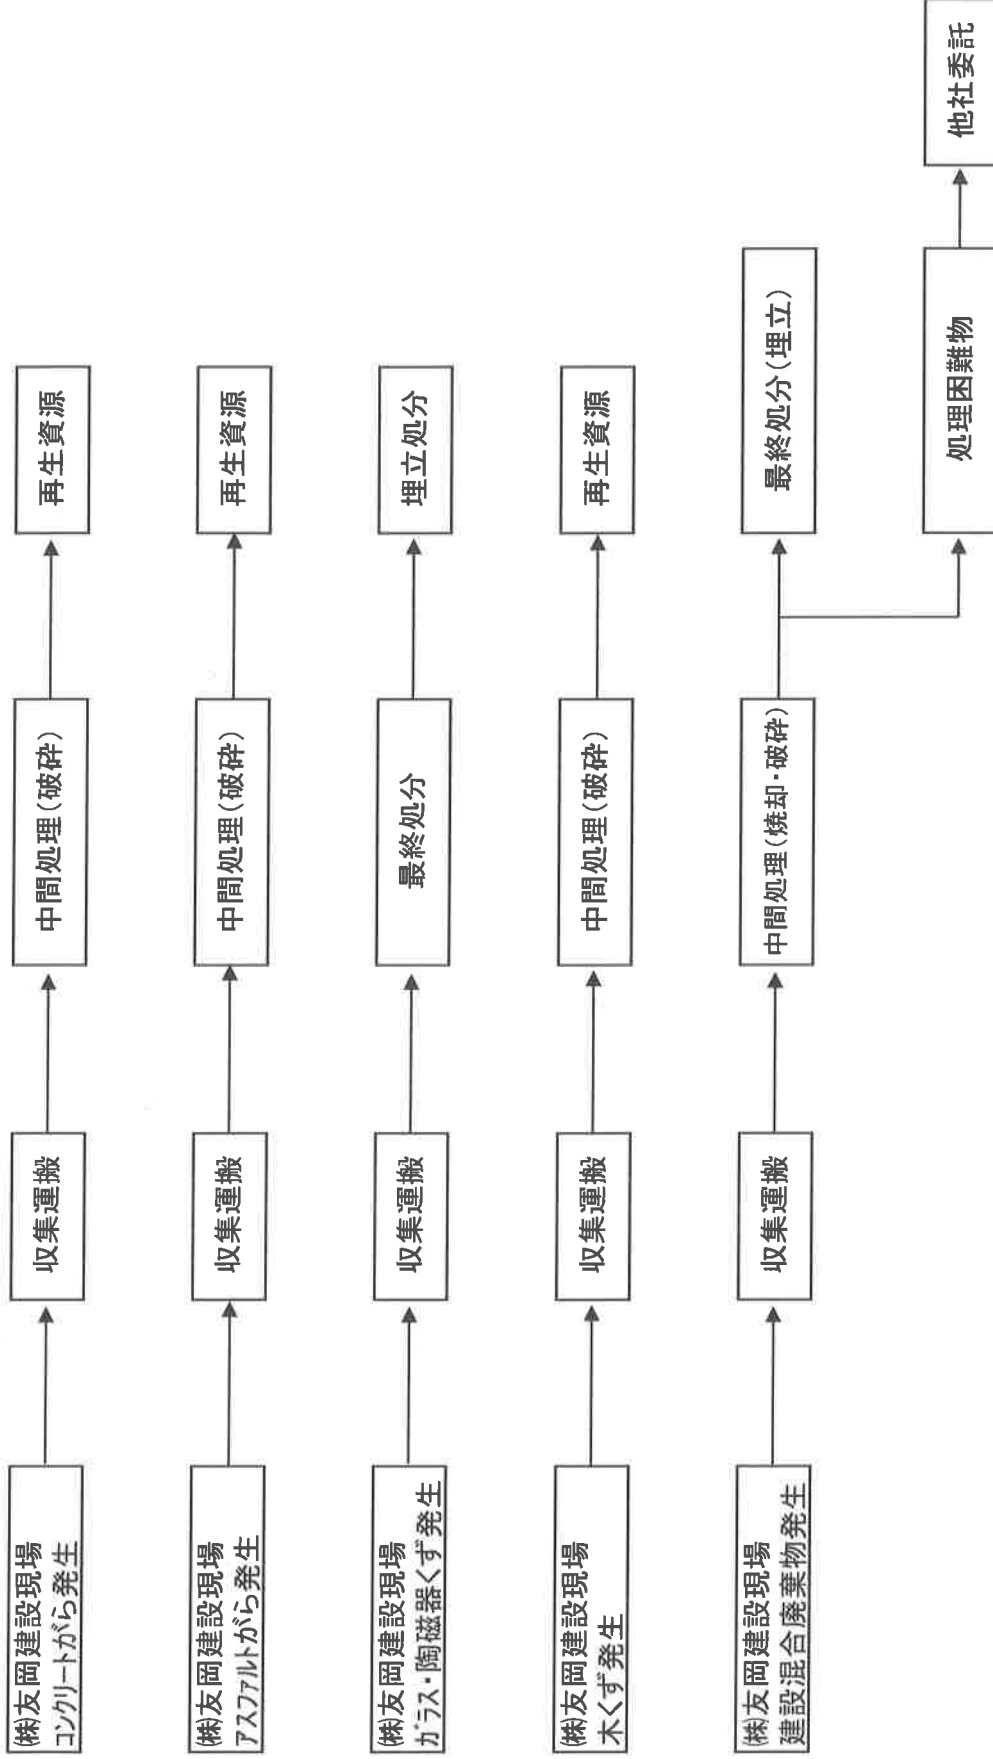 ㈱友岡建設現場
コンクリートがら発生
収集運搬
中間処理(破砕)
再生資源
㈱友岡建設現場
アスファルトがら発生
収集運搬
中間処理(破砕)
再生資源
㈱友岡建設現場
ガラス・陶磁器くず発生
収集運搬
最終処分
埋立処分
㈱友岡建設現場
木くず発生
収集運搬
中間処理(破砕)
再生資源
㈱友岡建設現場
建設混合廃棄物発生
収集運搬
中間処理(焼却・破砕)
最終処分(埋立)
処理困難物
他社委託